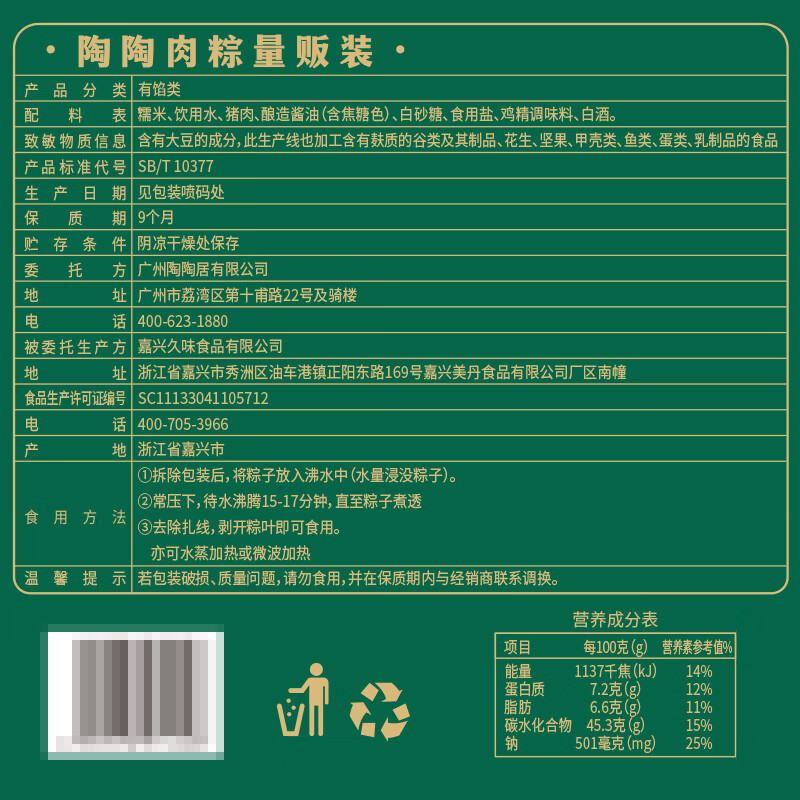 · 陶陶肉粽量贩装 ·
产品分类 有馅类
配料表 糯米、饮用水、猪肉、酿造酱油(含焦糖色)、白砂糖、食用盐、鸡精调味料、白酒。
致敏物质信息 含有大豆的成分,此生产线也加工含有麸质的谷类及其制品、花生、坚果、甲壳类、鱼类、蛋类、乳制品的食品
产品标准代号 SB/T 10377
生产日期 见包装喷码处
保质期 9个月
贮存条件 阴凉干燥处保存
委托方 广州陶陶居有限公司
地址 广州市荔湾区第十甫路22号及骑楼
电话 400-623-1880
被委托生产方 嘉兴久味食品有限公司
地址 浙江省嘉兴市秀洲区油车港镇正阳东路169号嘉兴美丹食品有限公司厂区南幢
食品生产许可证编号 SC11133041105712
电话 400-705-3966
产地 浙江省嘉兴市
食用方法 ①拆除包装后,将粽子放入沸水中(水量浸没粽子)。
②常压下,待水沸腾15-17分钟,直至粽子煮透
③去除扎线,剥开粽叶即可食用。
亦可水蒸加热或微波加热
温馨提示 若包装破损、质量问题,请勿食用,并在保质期内与经销商联系调换。
营养成分表
项目 每100克(g) 营养素参考值%
能量 1137千焦(kJ) 14%
蛋白质 7.2克(g) 12%
脂肪 6.6克(g) 11%
碳水化合物 45.3克(g) 15%
钠 501毫克(mg) 25%